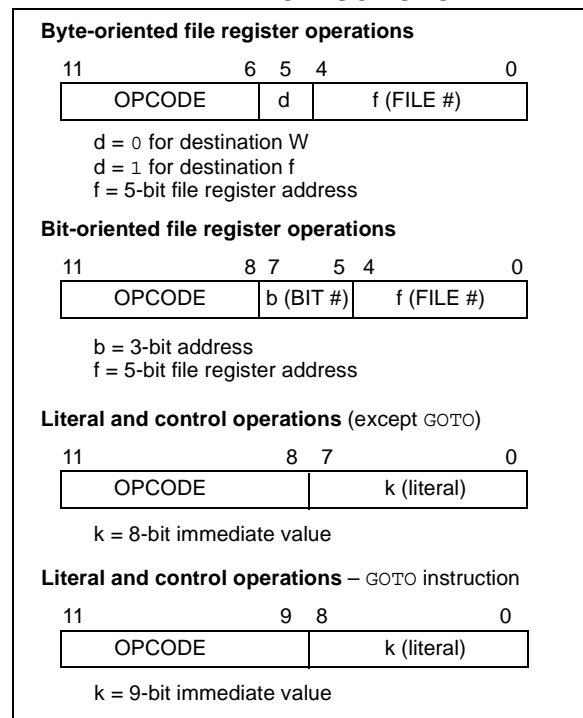 Byte-oriented file register operations
11 6 5 4 0
OPCODE d f (FILE #)
d = 0 for destination W
d = 1 for destination f
f = 5-bit file register address
Bit-oriented file register operations
11 8 7 5 4 0
OPCODE b (BIT #) f (FILE #)
b = 3-bit address
f = 5-bit file register address
Literal and control operations (except GOTO)
11 8 7 0
OPCODE k (literal)
k = 8-bit immediate value
Literal and control operations – GOTO instruction
11 9 8 0
OPCODE k (literal)
k = 9-bit immediate value